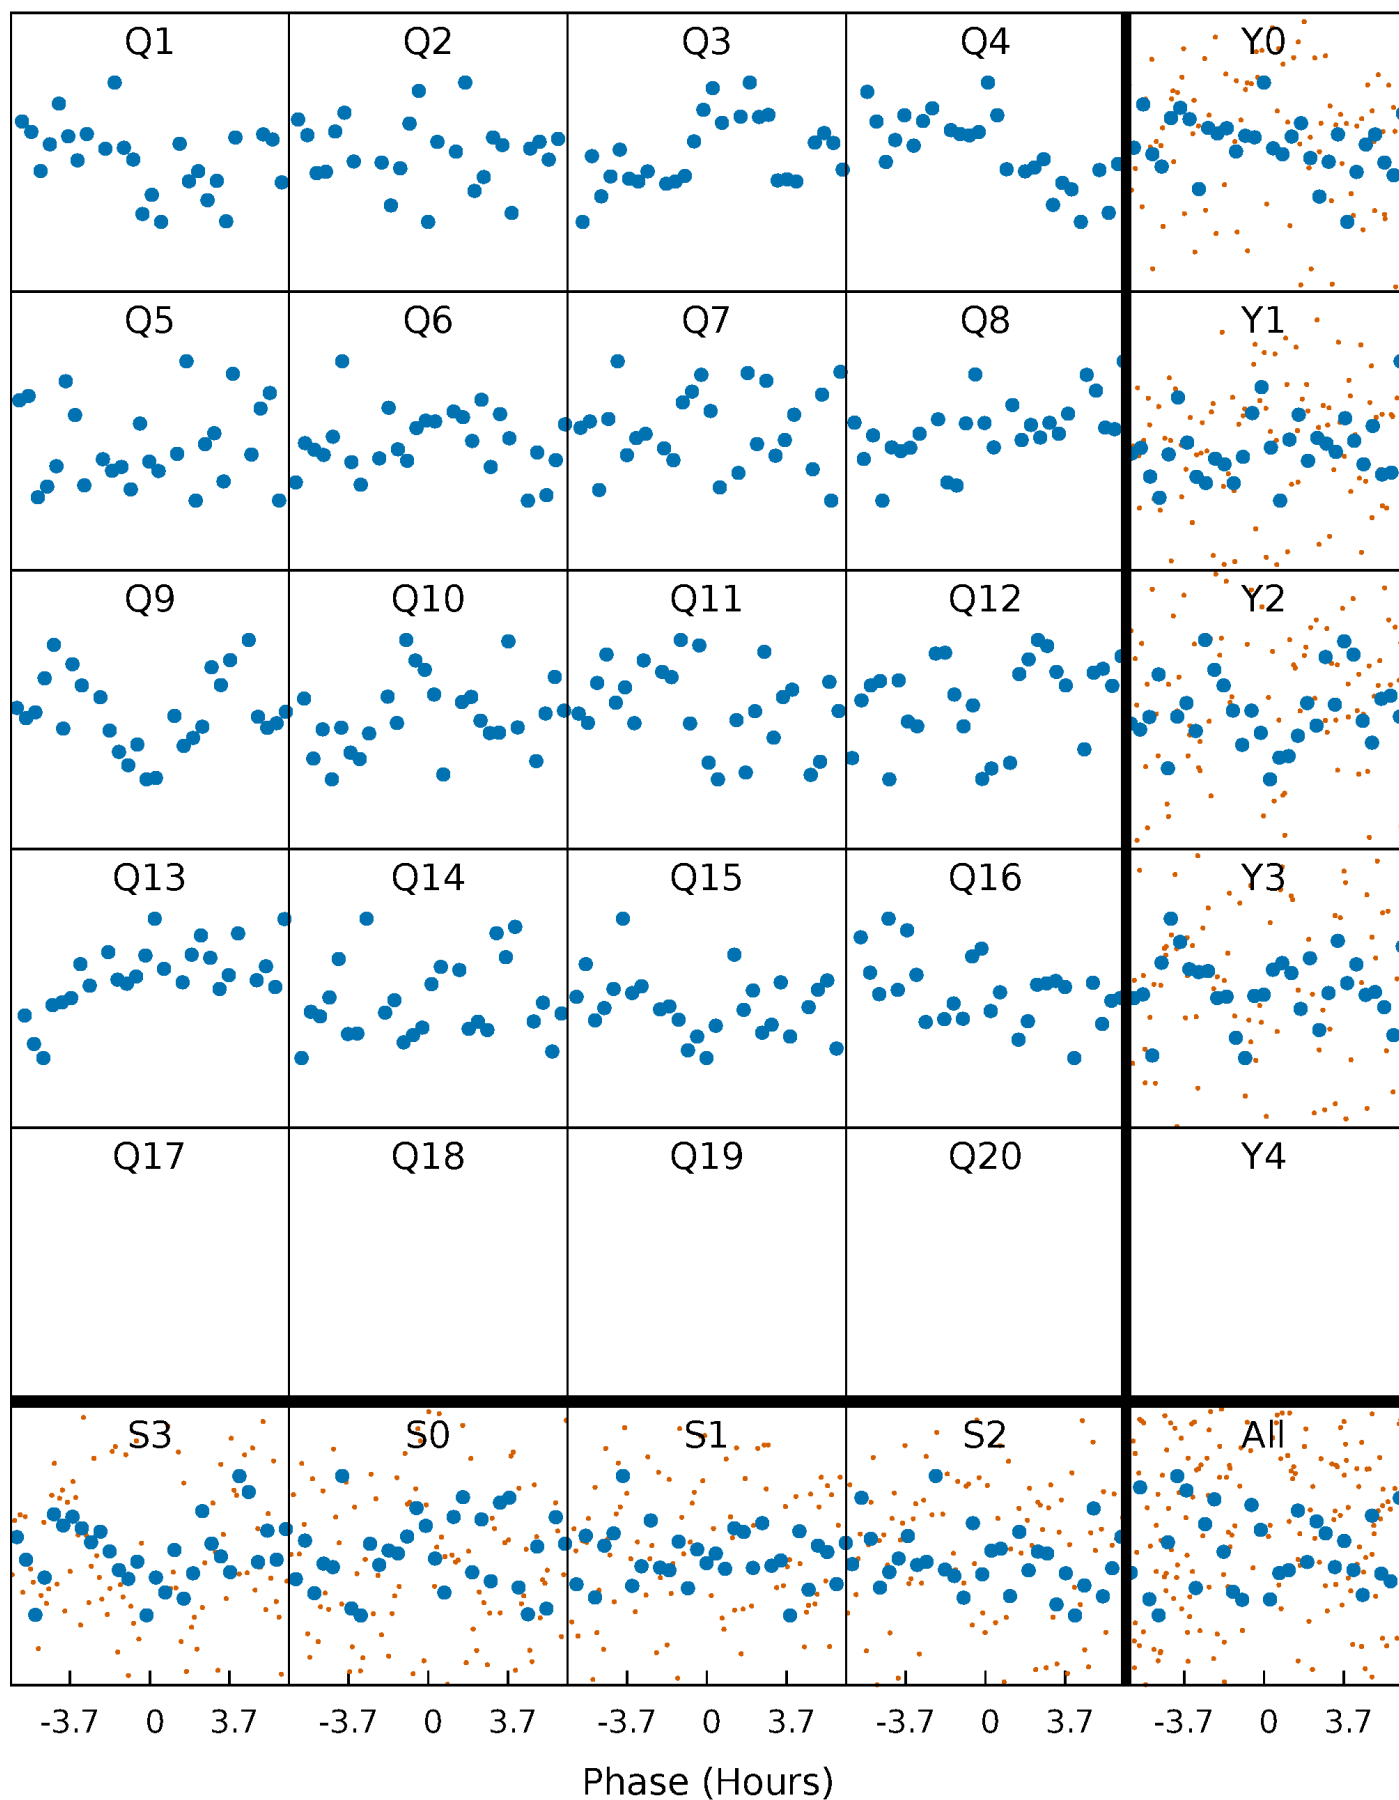 Q1 Q2 Q3 Q4 Y0
Q5 Q6 Q7 Q8 Y1
Q9 Q10 Q11 Q12 Y2
Q13 Q14 Q15 Q16 Y3
Q17 Q18 Q19 Q20 Y4
S3 S0 S1 S2 All
-3.7 0 3.7 -3.7 0 3.7 -3.7 0 3.7 -3.7 0 3.7 -3.7 0 3.7
Phase (Hours)